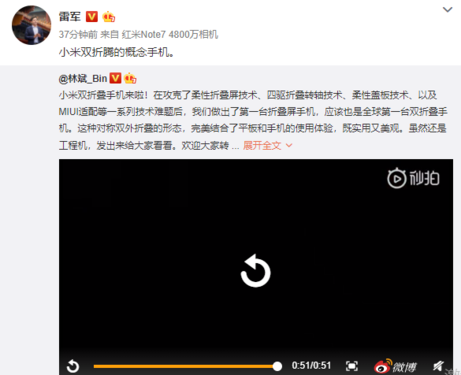 雷军
37分钟前 来自 红米Note7 4800万相机
小米双折腾的概念手机。
@林斌_Bin
小米双折叠手机来啦！在攻克了柔性折叠屏技术、四驱折叠转轴技术、柔性盖板技术、以及
MIUI适配等一系列技术难题后，我们做出了第一台折叠屏手机，应该也是全球第一台双折叠手
机。这种对称双外折叠的形态，完美结合了平板和手机的使用体验，既实用又美观。虽然还是
工程机，发出来给大家看看。欢迎大家转 ... 展开全文
秒拍
0:51/0:51
微博